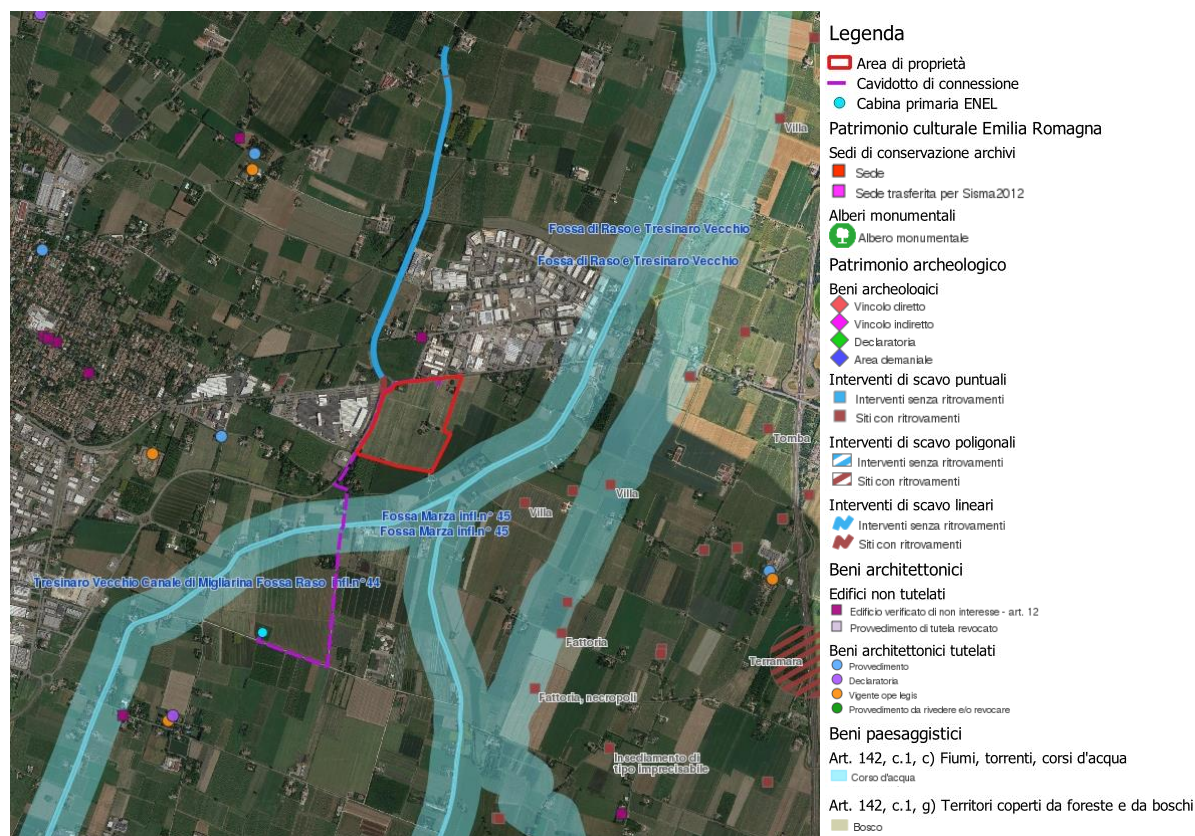 Villa
Fossa di Raso e Tresinaro Vecchio
Fossa di Raso e Tresinaro Vecchio
Tomba
Villa
Villa
Fossa Marza infl.n° 45
Fossa Marza infl.n° 45
Tresinaro Vecchio Canale di Migliarina Fossa Raso infl.n° 44
Fattoria
Terramara
Fattoria, necropoli
Insediamento di
tipo imprecisabile
Legenda
Area di proprietà
Cavidotto di connessione
Cabina primaria ENEL
Patrimonio culturale Emilia Romagna
Sedi di conservazione archivi
Sede
Sede trasferita per Sisma2012
Alberi monumentali
Albero monumentale
Patrimonio archeologico
Beni archeologici
Vincolo diretto
Vincolo indiretto
Declaratoria
Area demaniale
Interventi di scavo puntuali
Interventi senza ritrovamenti
Siti con ritrovamenti
Interventi di scavo poligonali
Interventi senza ritrovamenti
Siti con ritrovamenti
Interventi di scavo lineari
Interventi senza ritrovamenti
Siti con ritrovamenti
Beni architettonici
Edifici non tutelati
Edificio verificato di non interesse - art. 12
Provvedimento di tutela revocato
Beni architettonici tutelati
Provvedimento
Declaratoria
Vigente ope legis
Provvedimento da rivedere e/o revocare
Beni paesaggistici
Art. 142, c.1, c) Fiumi, torrenti, corsi d'acqua
Corso d'acqua
Art. 142, c.1, g) Territori coperti da foreste e da boschi
Bosco